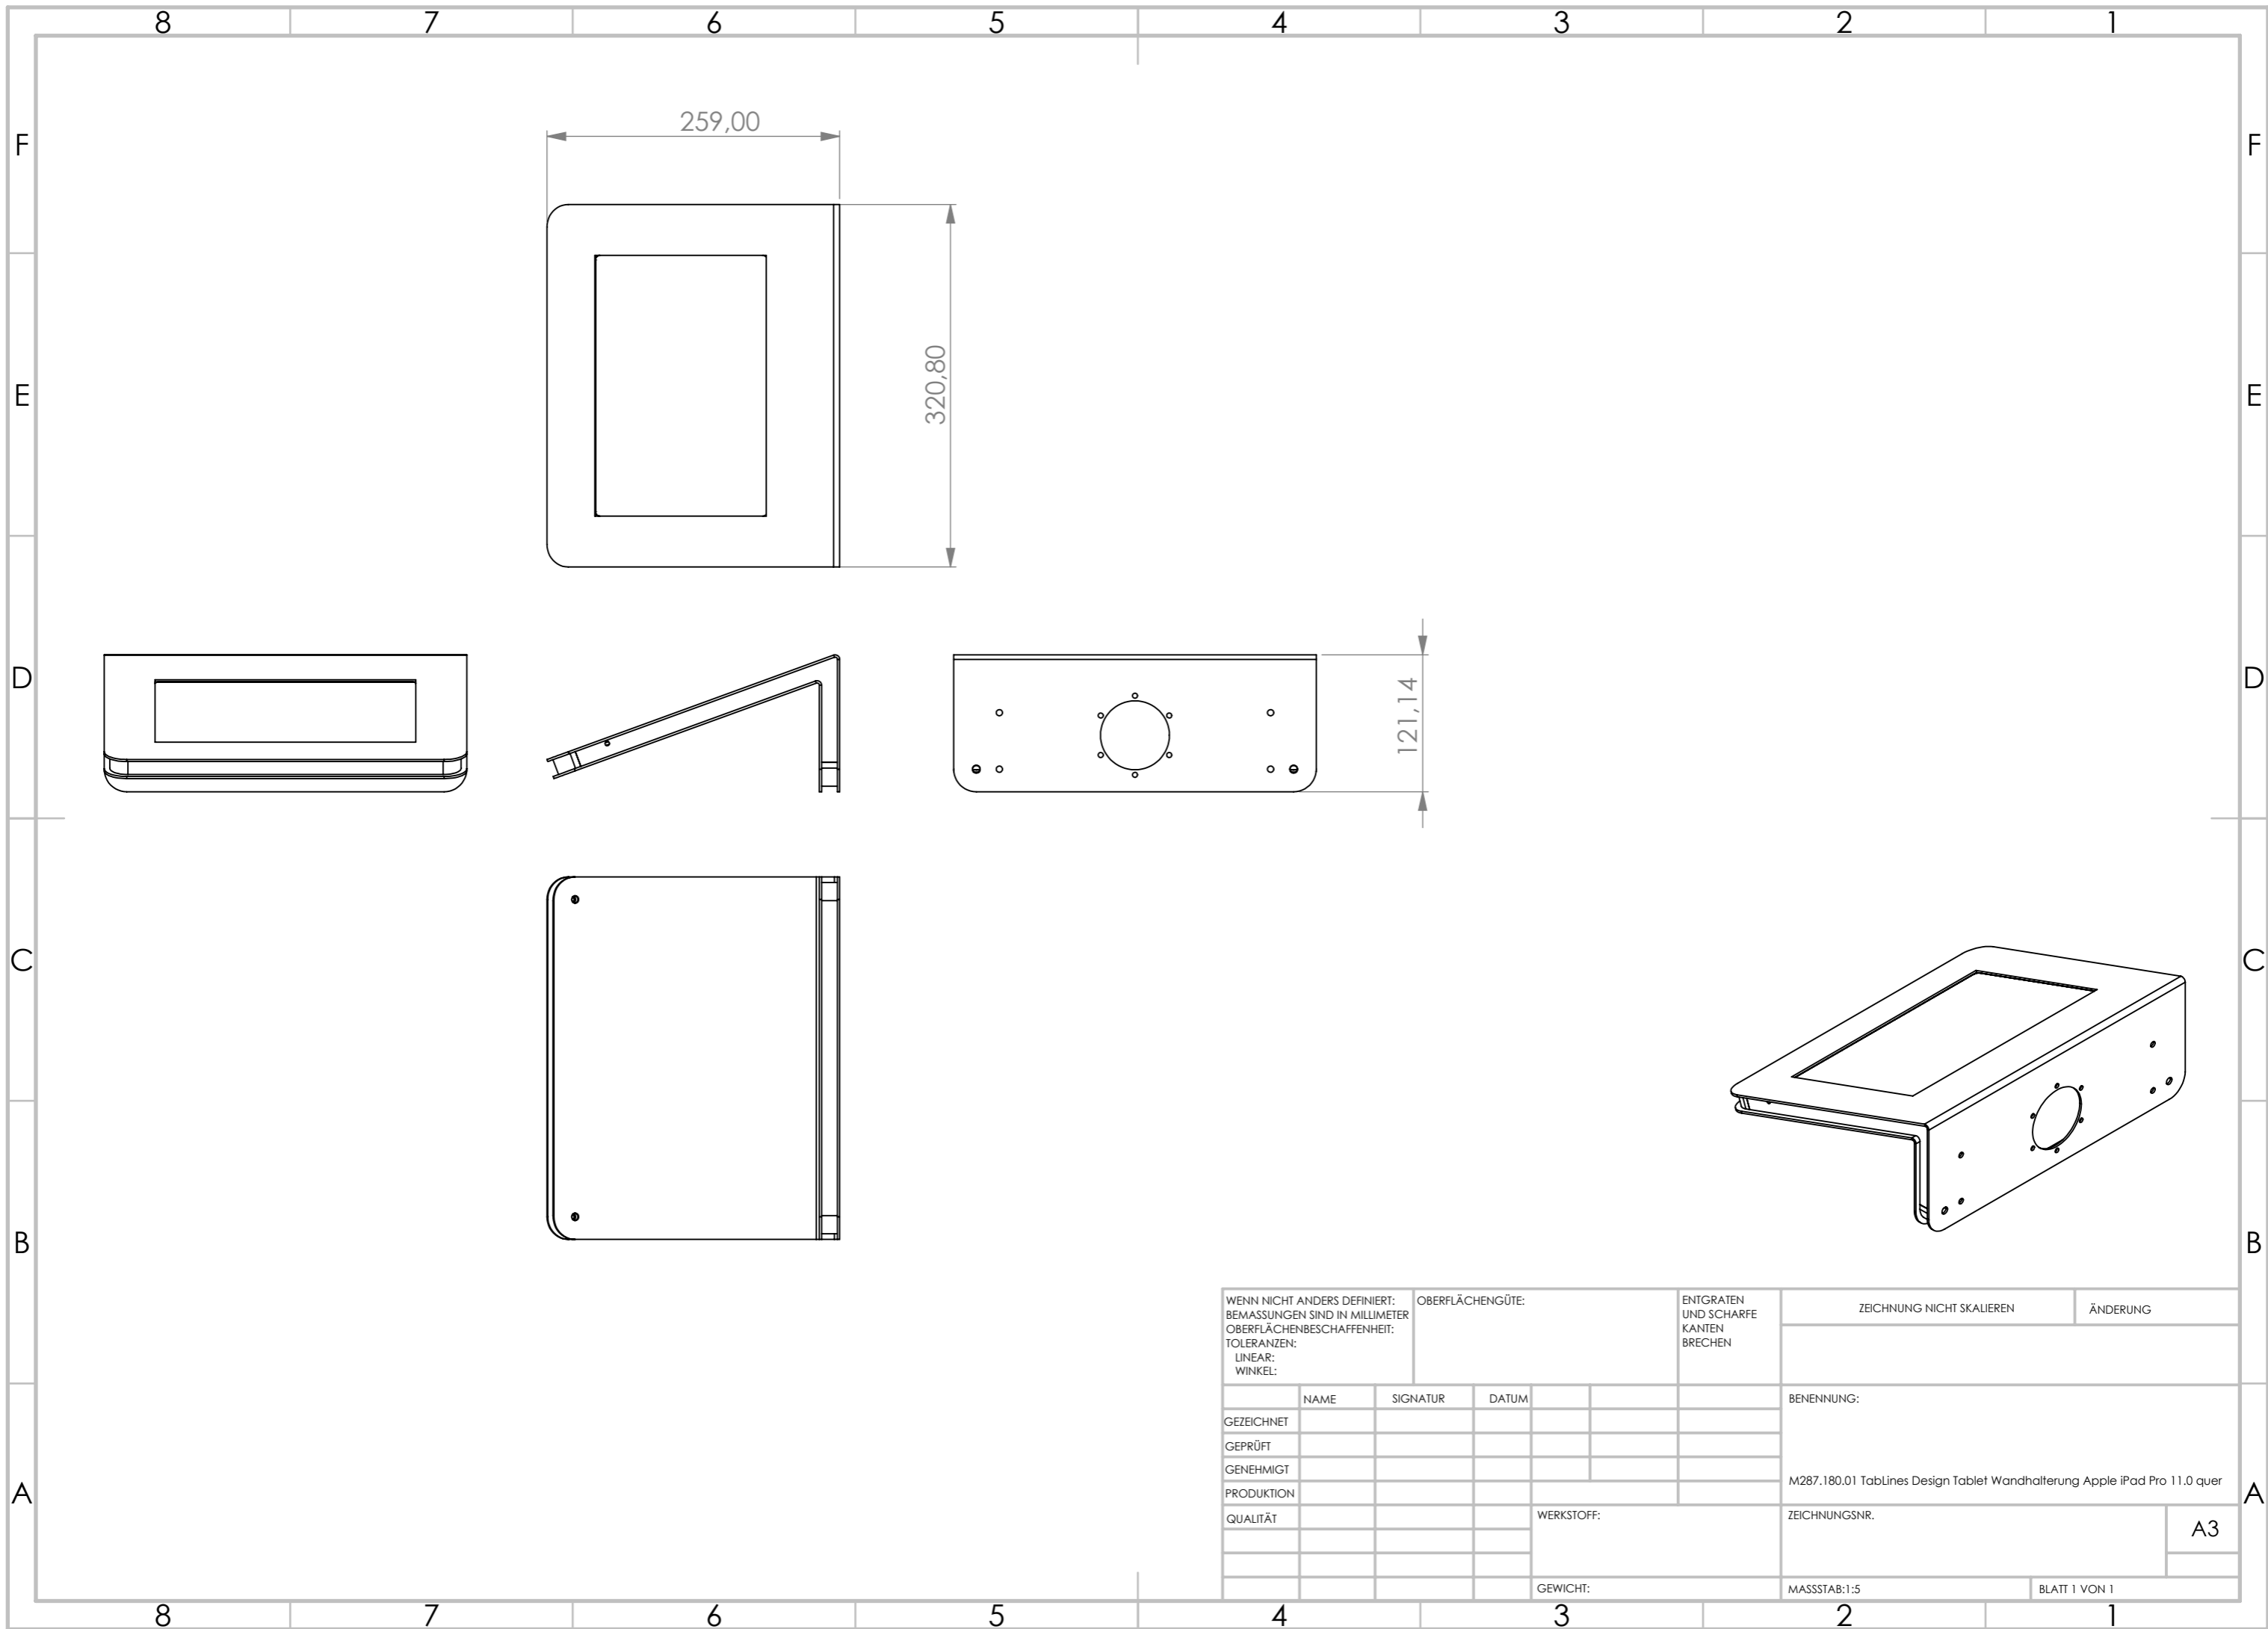 8 7 6 5 4 3 2 1
F F
259,00
E E
320,80
D D
121,14
C C
B B
WENN NICHT ANDERS DEFINIERT:
BEMASSUNGEN SIND IN MILLIMETER
OBERFLÄCHENBESCHAFFENHEIT:
TOLERANZEN:
LINEAR:
WINKEL:
OBERFLÄCHENGÜTE:
ENTGRATEN
UND SCHARFE
KANTEN
BRECHEN
ZEICHNUNG NICHT SKALIEREN
ÄNDERUNG
NAME SIGNATUR DATUM
GEZEICHNET
GEPRÜFT
GENEHMIGT
PRODUKTION
QUALITÄT
BENENNUNG:
M287.180.01 TabLines Design Tablet Wandhalterung Apple iPad Pro 11.0 quer
A A
WERKSTOFF:
ZEICHNUNGSNR.
A3
GEWICHT:
MASSSTAB:1:5
BLATT 1 VON 1
8 7 6 5 4 3 2 1